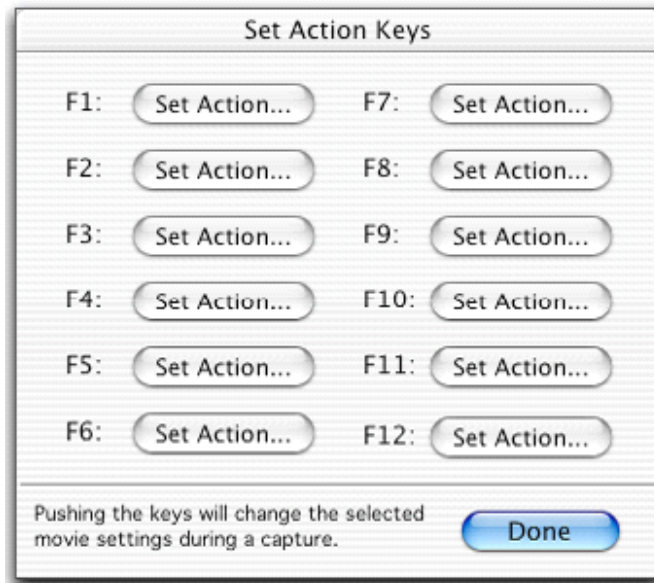 Set Action Keys
F1: Set Action... F7: Set Action...
F2: Set Action... F8: Set Action...
F3: Set Action... F9: Set Action...
F4: Set Action... F10: Set Action...
F5: Set Action... F11: Set Action...
F6: Set Action... F12: Set Action...
Pushing the keys will change the selected
movie settings during a capture.
Done